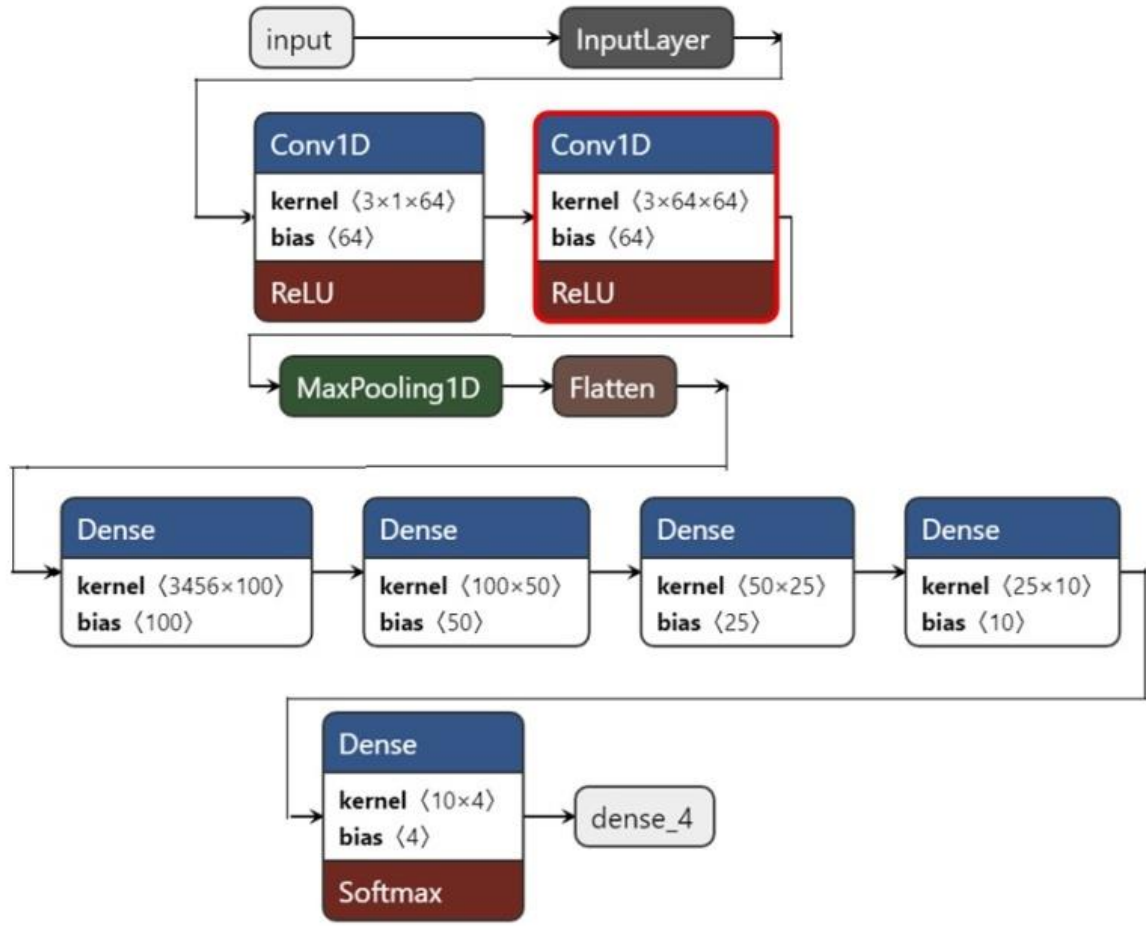 input
InputLayer
Conv1D
kernel 〈3×1×64〉
bias 〈64〉
ReLU
Conv1D
kernel 〈3×64×64〉
bias 〈64〉
ReLU
MaxPooling1D
Flatten
Dense
kernel 〈3456×100〉
bias 〈100〉
Dense
kernel 〈100×50〉
bias 〈50〉
Dense
kernel 〈50×25〉
bias 〈25〉
Dense
kernel 〈25×10〉
bias 〈10〉
Dense
kernel 〈10×4〉
bias 〈4〉
Softmax
dense_4